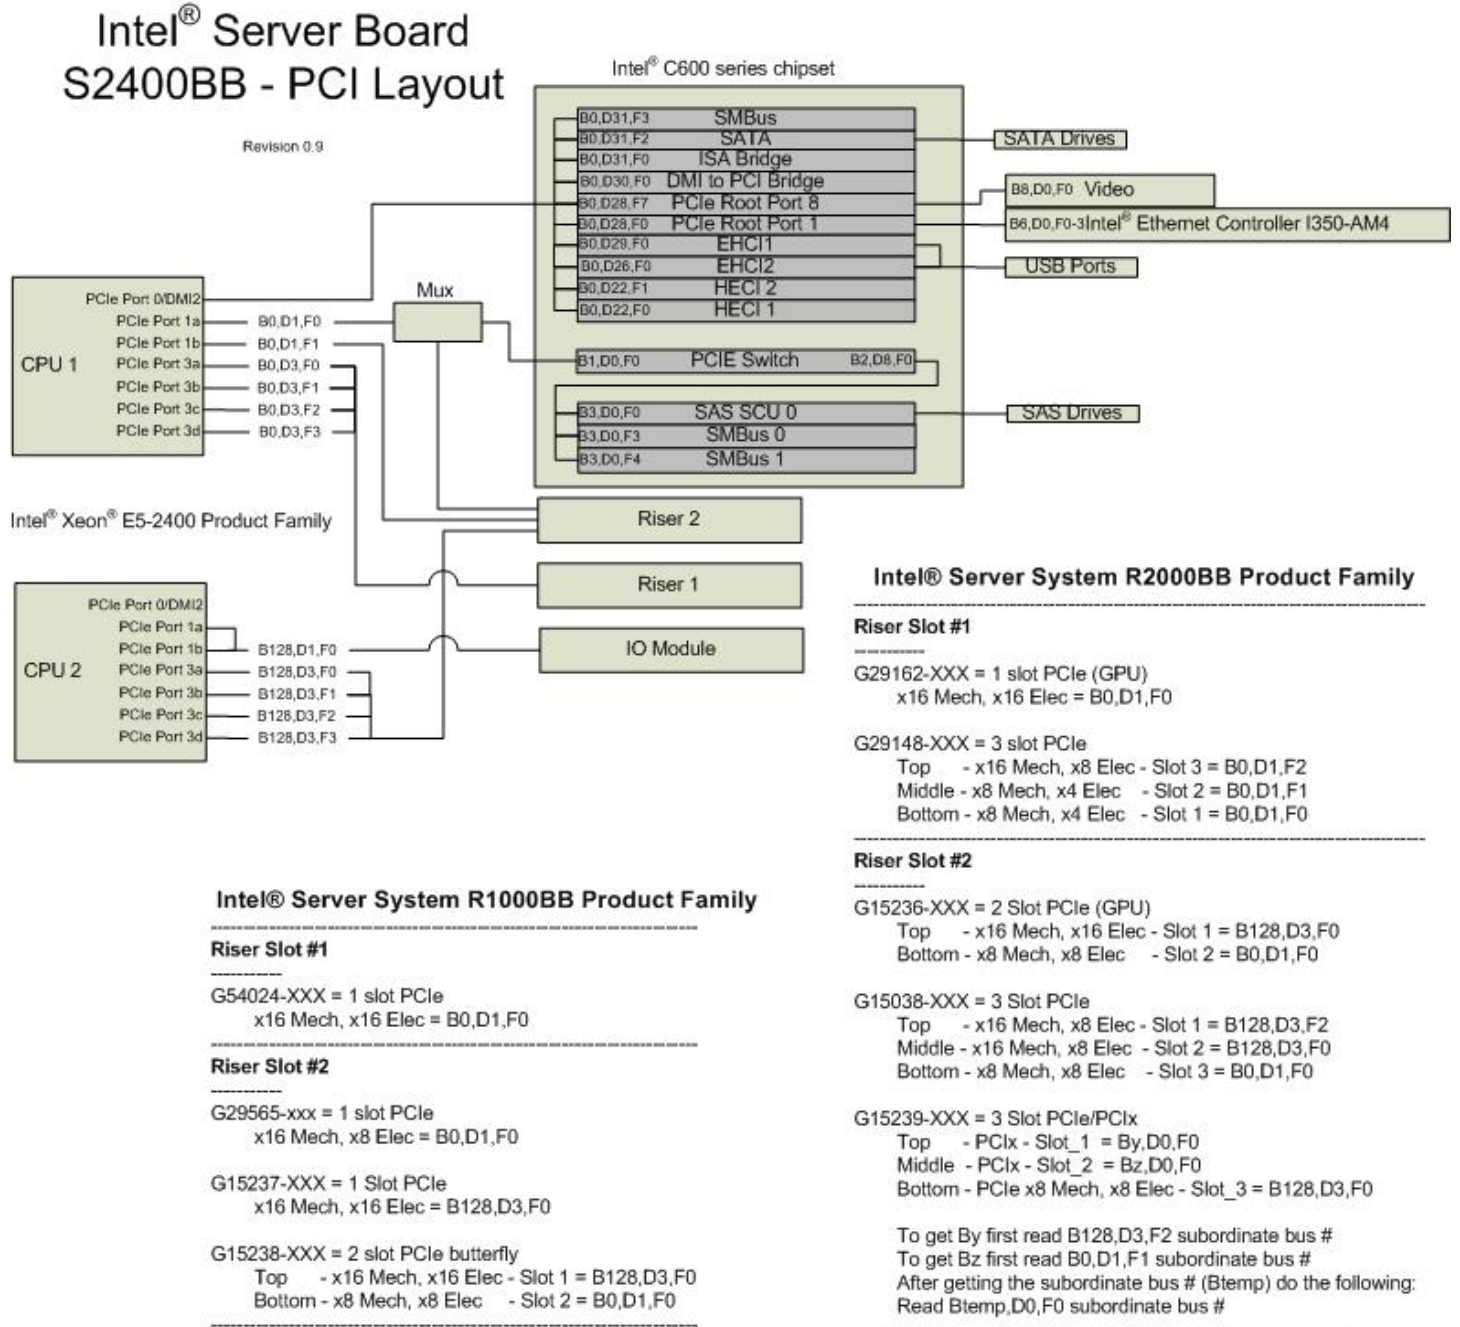 Intel® Server Board
S2400BB - PCI Layout
Revision 0.9
Intel® C600 series chipset
B0,D31,F3 SMBus
B0,D31,F2 SATA
SATA Drives
B0,D31,F0 ISA Bridge
B0,D30,F0 DMI to PCI Bridge
B0,D28,F7 PCIe Root Port 8
B8,D0,F0 Video
B0,D28,F0 PCIe Root Port 1
B6,D0,F0-3Intel® Ethernet Controller I350-AM4
B0,D29,F0 EHCI1
B0,D26,F0 EHCI2
USB Ports
B0,D22,F1 HECI 2
B0,D22,F0 HECI 1
B1,D0,F0 PCIE Switch B2,D8,F0
B3,D0,F0 SAS SCU 0
SAS Drives
B3,D0,F3 SMBus 0
B3,D0,F4 SMBus 1
Mux
CPU 1
PCIe Port 0/DMI2
PCIe Port 1a B0,D1,F0
PCIe Port 1b B0,D1,F1
PCIe Port 3a B0,D3,F0
PCIe Port 3b B0,D3,F1
PCIe Port 3c B0,D3,F2
PCIe Port 3d B0,D3,F3
Intel® Xeon® E5-2400 Product Family
Riser 2
Riser 1
IO Module
CPU 2
PCIe Port 0/DMI2
PCIe Port 1a
PCIe Port 1b B128,D1,F0
PCIe Port 3a B128,D3,F0
PCIe Port 3b B128,D3,F1
PCIe Port 3c B128,D3,F2
PCIe Port 3d B128,D3,F3
Intel® Server System R1000BB Product Family
Riser Slot #1
G54024-XXX = 1 slot PCIe
x16 Mech, x16 Elec = B0,D1,F0
Riser Slot #2
G29565-xxx = 1 slot PCIe
x16 Mech, x8 Elec = B0,D1,F0
G15237-XXX = 1 Slot PCIe
x16 Mech, x16 Elec = B128,D3,F0
G15238-XXX = 2 slot PCIe butterfly
Top - x16 Mech, x16 Elec - Slot 1 = B128,D3,F0
Bottom - x8 Mech, x8 Elec - Slot 2 = B0,D1,F0
Intel® Server System R2000BB Product Family
Riser Slot #1
G29162-XXX = 1 slot PCIe (GPU)
x16 Mech, x16 Elec = B0,D1,F0
G29148-XXX = 3 slot PCIe
Top - x16 Mech, x8 Elec - Slot 3 = B0,D1,F2
Middle - x8 Mech, x4 Elec - Slot 2 = B0,D1,F1
Bottom - x8 Mech, x4 Elec - Slot 1 = B0,D1,F0
Riser Slot #2
G15236-XXX = 2 Slot PCIe (GPU)
Top - x16 Mech, x16 Elec - Slot 1 = B128,D3,F0
Bottom - x8 Mech, x8 Elec - Slot 2 = B0,D1,F0
G15038-XXX = 3 Slot PCIe
Top - x16 Mech, x8 Elec - Slot 1 = B128,D3,F2
Middle - x16 Mech, x8 Elec - Slot 2 = B128,D3,F0
Bottom - x8 Mech, x8 Elec - Slot 3 = B0,D1,F0
G15239-XXX = 3 Slot PCIe/PCIx
Top - PCIx - Slot_1 = By,D0,F0
Middle - PCIx - Slot_2 = Bz,D0,F0
Bottom - PCIe x8 Mech, x8 Elec - Slot_3 = B128,D3,F0
To get By first read B128,D3,F2 subordinate bus #
To get Bz first read B0,D1,F1 subordinate bus #
After getting the subordinate bus # (Btemp) do the following:
Read Btemp,D0,F0 subordinate bus #